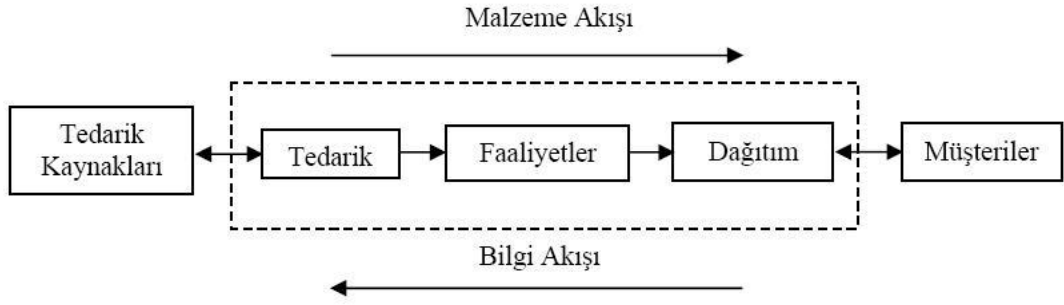 Malzeme Akışı
Tedarik
Kaynakları
Tedarik
Faaliyetler
Dağıtım
Müşteriler
Bilgi Akışı